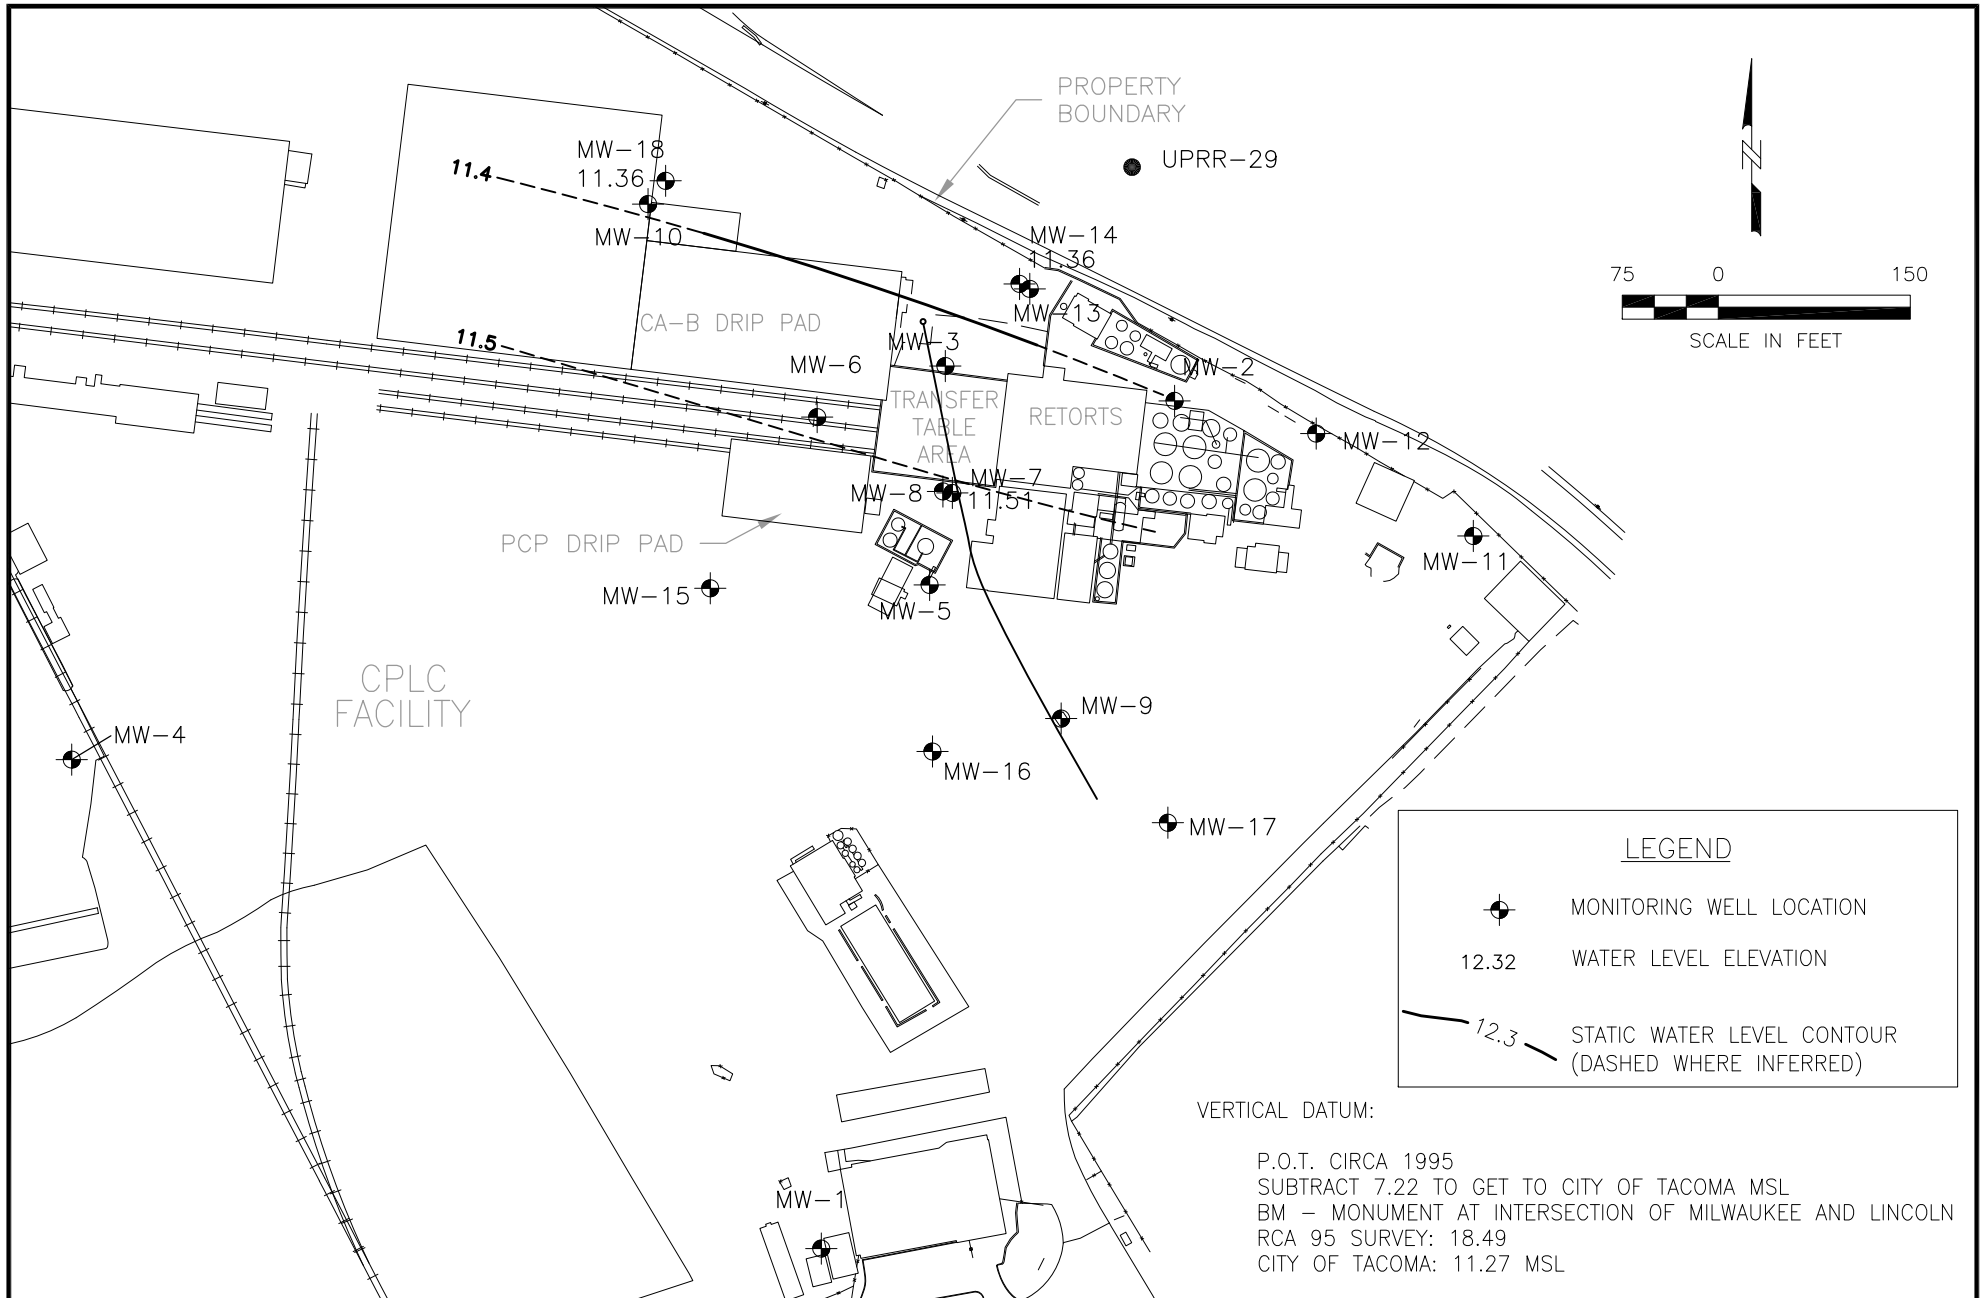 PROPERTY
BOUNDARY
UPRR-29
MW-18
11.36
11.4
MW-10
MW-14
11.36
MW-13
75 0 150
SCALE IN FEET
CA-B DRIP PAD
11.5
MW-3
MW-6
MW-2
TRANSFER
TABLE
AREA
RETORTS
MW-12
MW-7
11.51
MW-8
PCP DRIP PAD
MW-11
MW-15
MW-5
CPLC
FACILITY
MW-9
MW-4
MW-16
MW-17
LEGEND
MONITORING WELL LOCATION
12.32 WATER LEVEL ELEVATION
12.3 STATIC WATER LEVEL CONTOUR
(DASHED WHERE INFERRED)
VERTICAL DATUM:
P.O.T. CIRCA 1995
SUBTRACT 7.22 TO GET TO CITY OF TACOMA MSL
BM - MONUMENT AT INTERSECTION OF MILWAUKEE AND LINCOLN
RCA 95 SURVEY: 18.49
CITY OF TACOMA: 11.27 MSL
MW-1